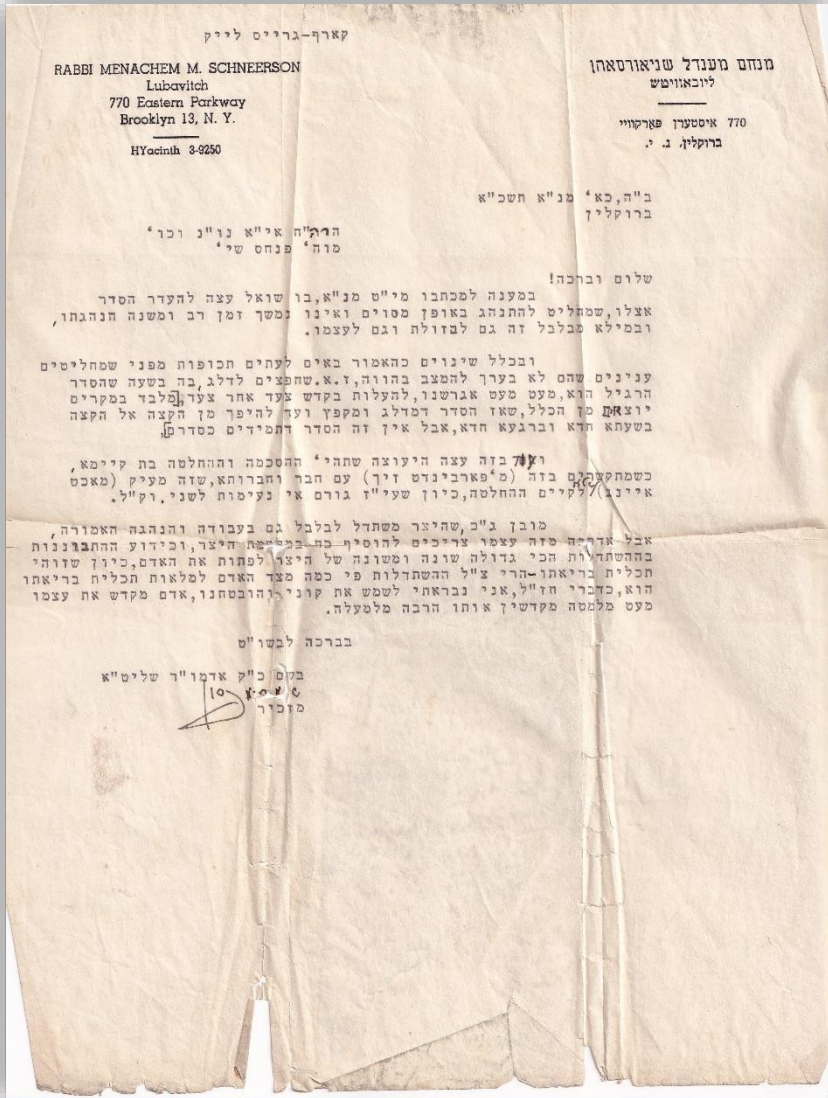 קארף-גרייס לייק
RABBI MENACHEM M. SCHNEERSON
Lubavitch
770 Eastern Parkway
Brooklyn 13, N. Y.
HYacinth 3-9250
מנחם מענדל שניאורסאהן
ליובאוויטש
770 איסטערן פארקוויי
ברוקלין, נ. י.
ב"ה,כא' מנ"א תשכ"א
ברוקלין
הוו"ח אי"א נו"נ וכו'
מוה' פנחס שי'
שלום וברכה!
במענה למכתבו מי"ט מנ"א,בו שואל עצה להעדר הסדר
אצלו,שמחליט להתנהג באופן מסוים ואינו נמשך זמן רב ומשנה הנהגתו,
ובמילא מבלבל זה גם לבזולת וגם לעצמו.
ובכלל שינוים כהאמור באים לעתים תכופות מפני שמחליטים
ענינים שהם לא בערך להמצב בהווה,ז.א.שחפצים לדלג,בה בשעה שהסדר
הרגיל הוא,מעט מעט אגרשנו,להעלות בקדש צעד אחר צעד,מלבד במקרים
יוצאים מן הכלל,שאז הסדר דמדלג ומקפץ ועד להיפך מן הקצה אל הקצה
בשעתא חדא וברגעא חדא,אבל אין זה הסדר דתמידים כסדרם,
בזה עצה היעוצה שתהי' ההסכמה וההחלטה בת קיימא,
כשמתקשרים בזה (מ'פארבינדט זיך) עם חבר וחברותא,שזה מעיק (מאכט
איינג) לקיים ההחלטה,כיון שעי"ז גורם אי נעימות לשני.וק"ל.
מובן ג"כ,שהיצר משתדל לבלבל גם בעבודה והנהגה האמורה,
אבל אדרבה מזה עצמו צריכים להוסיף כח במלחמת היצר,וכידוע ההתבוננות
בההשתדלות הכי גדולה שונה ומשונה של היצר לפתות את האדם,כיון שזוהי
תכלית בריאתו-הרי צ"ל ההשתדלות פי כמה מצד האדם למלאות תכלית בריאתו
הוא,כדברי חז"ל,אני נבראתי לשמש את קוני,והובטחנו,אדם מקדש את עצמו
מעט מלמטה מקדשין אותו הרבה מלמעלה.
בברכה לבשו"ט
בשם כ"ק אדמו"ר שליט"א
מזכיר